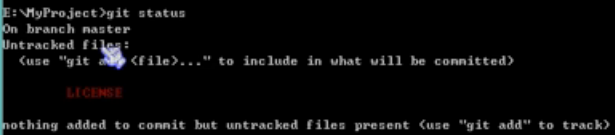 E:\MyProject>git status
On branch master
Untracked files:
(use "git add <file>..." to include in what will be committed)
LICENSE
nothing added to commit but untracked files present (use "git add" to track)